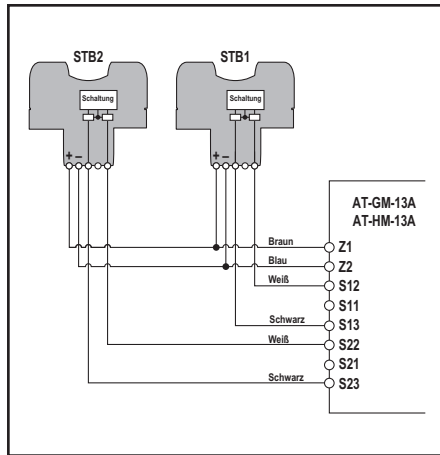 STB2
STB1
Schaltung
Schaltung
+ −
+ −
AT-GM-13A
AT-HM-13A
Braun
Z1
Blau
Z2
Weiß
S12
S11
Schwarz
S13
Weiß
S22
S21
Schwarz
S23